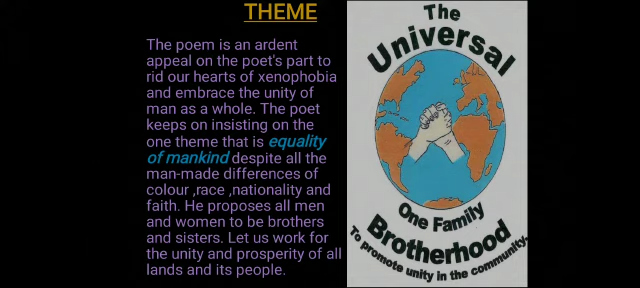 THEME
The poem is an ardent
appeal on the poet's part to
rid our hearts of xenophobia
and embrace the unity of
man as a whole. The poet
keeps on insisting on the
one theme that is equality
of mankind despite all the
man-made differences of
colour ,race ,nationality and
faith. He proposes all men
and women to be brothers
and sisters. Let us work for
the unity and prosperity of all
lands and its people.
The
Universal
One Family
Brotherhood
To promote unity in the community.